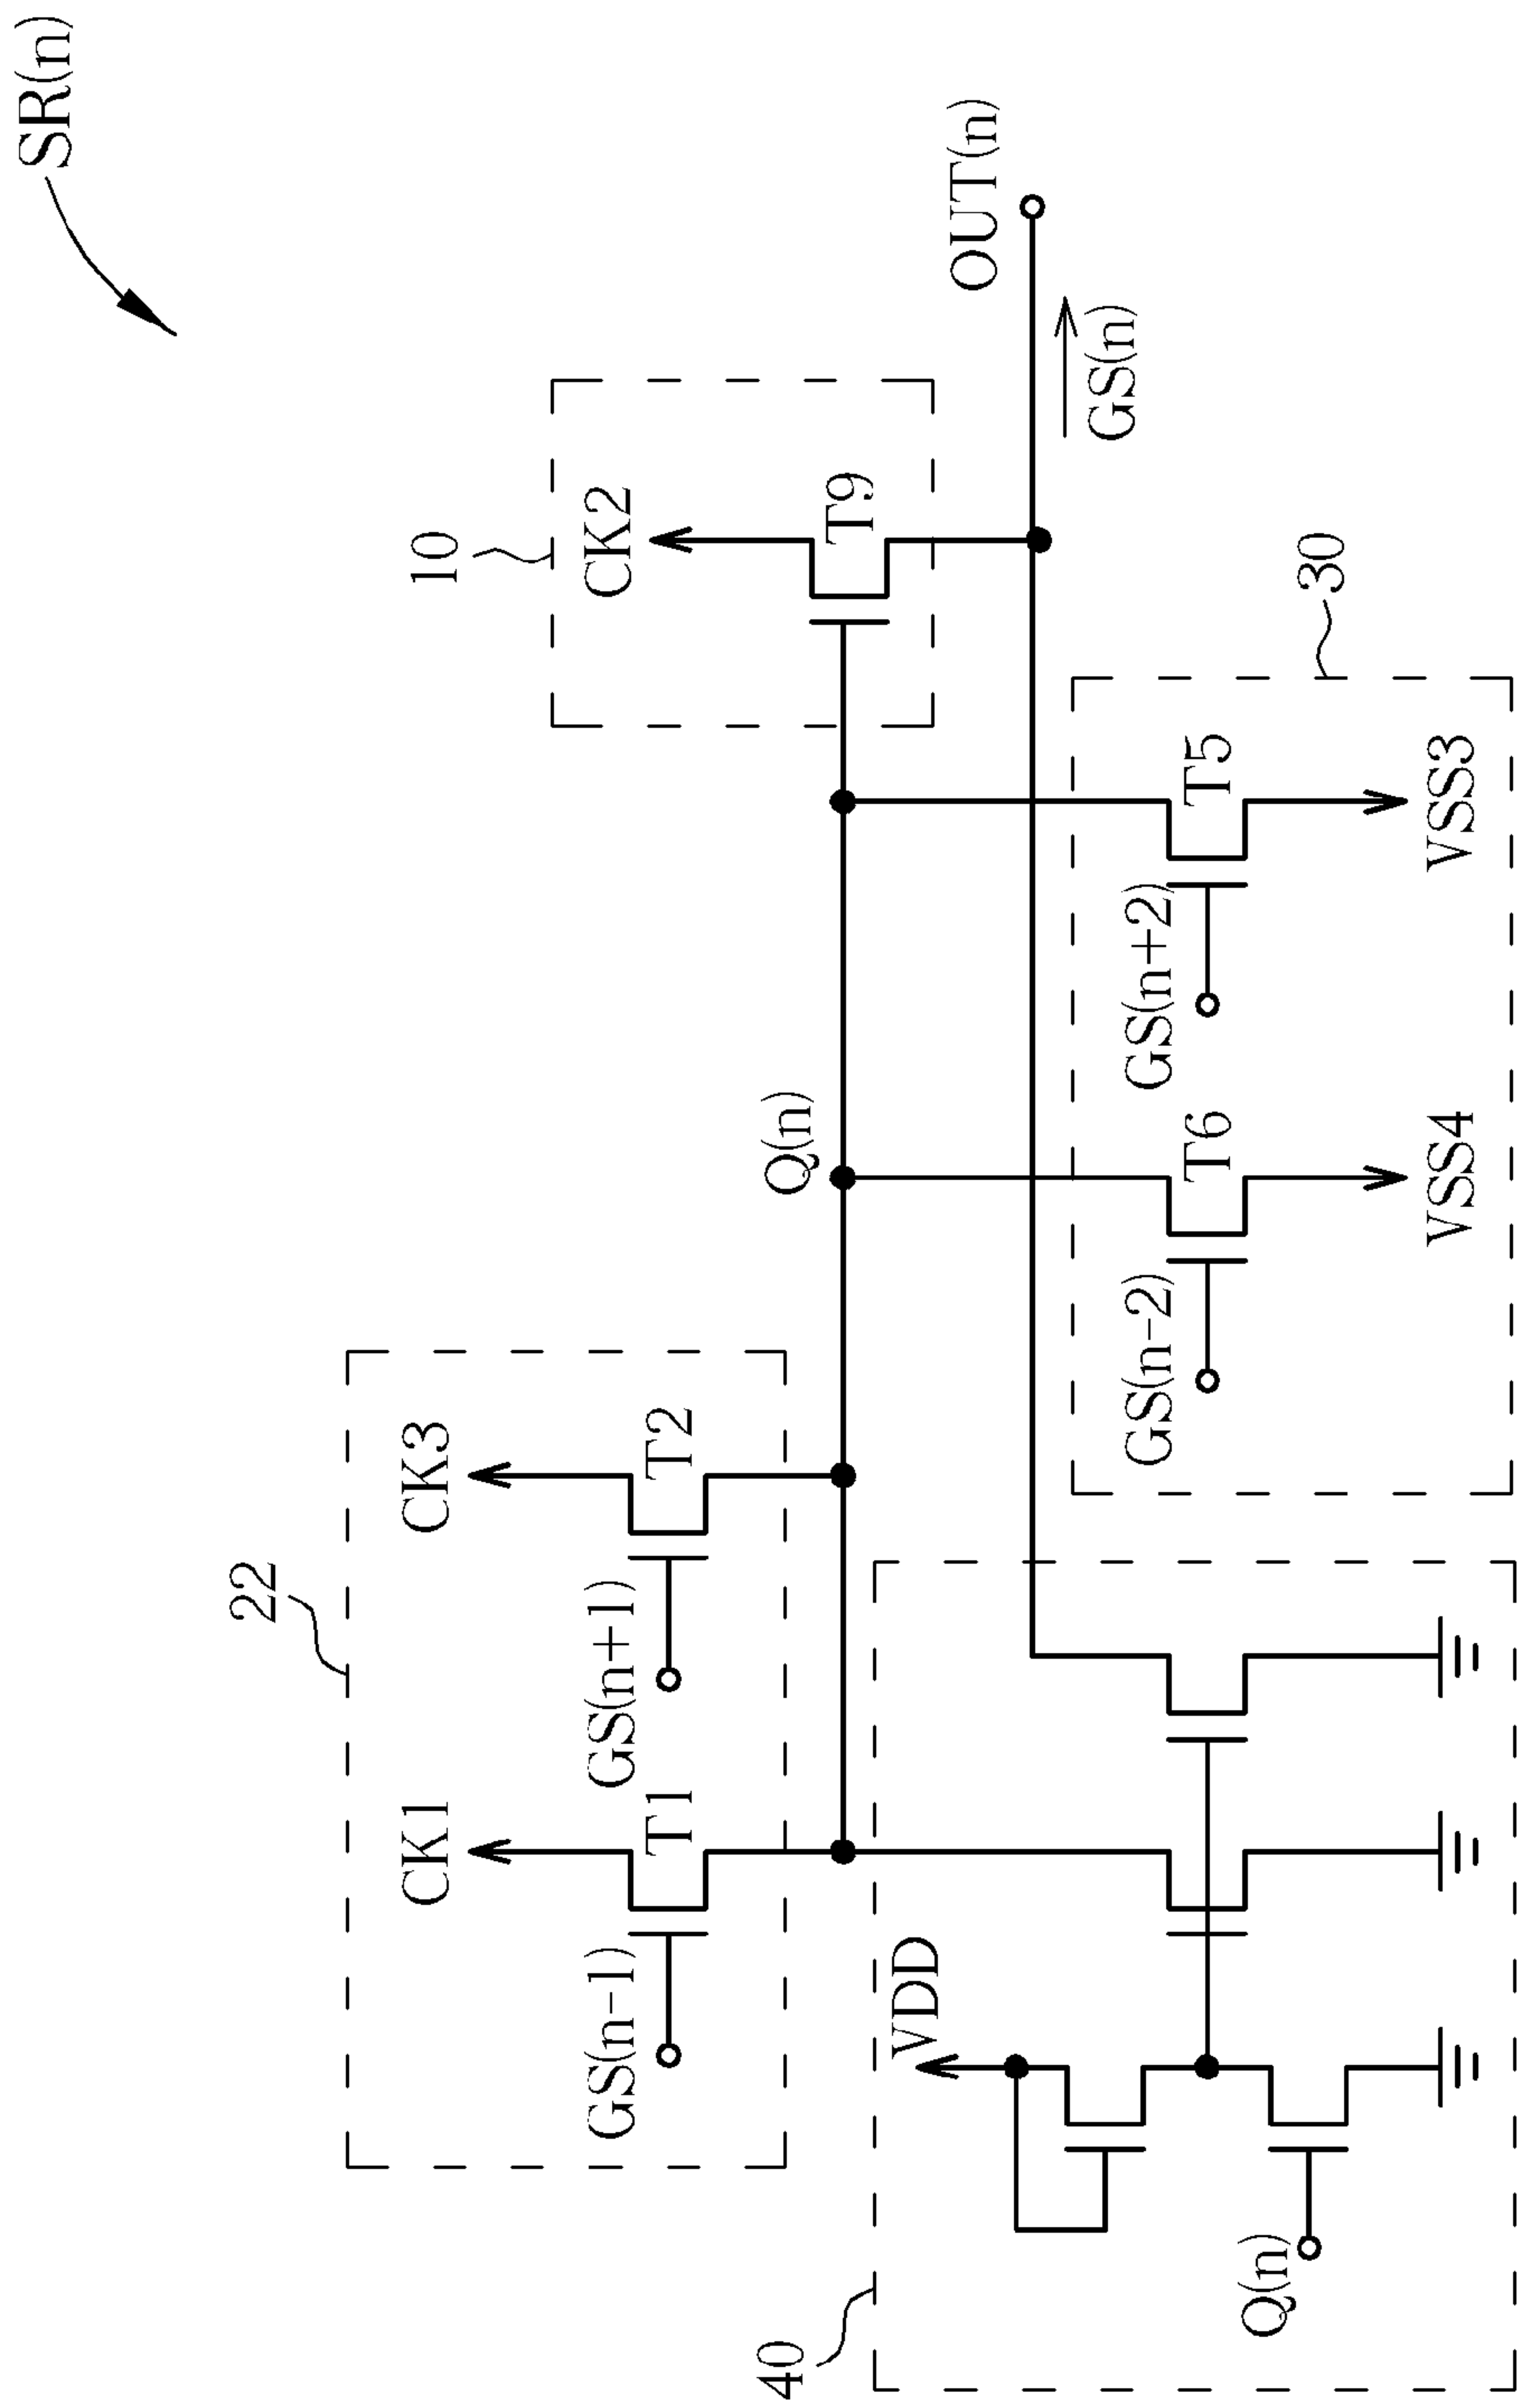 SR(n)
22
CK1
CK3
GS(n-1)
T1
GS(n+1)
T2
10
CK2
T9
Q(n)
OUT(n)
GS(n)
40
VDD
Q(n)
GS(n-2)
T6
GS(n+2)
T5
30
VSS4
VSS3